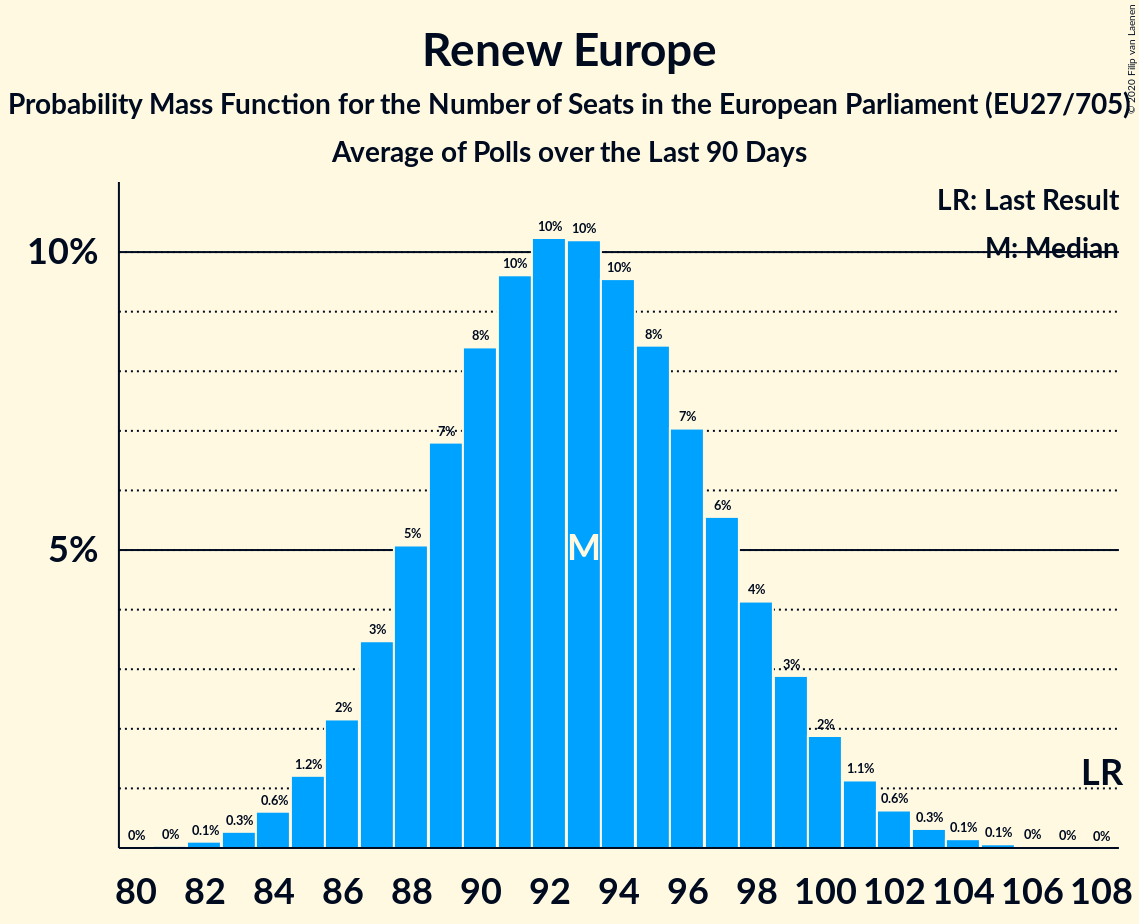 Renew Europe
Probability Mass Function for the Number of Seats in the European Parliament (EU27/705)
Average of Polls over the Last 90 Days
© 2020 Filip van Laenen
LR: Last Result
M: Median
10%
5%
0% 0% 0.1% 0.3% 0.6% 1.2% 2% 3% 5% 7% 8% 10% 10% 10% 10% 8% 7% 6% 4% 3% 2% 1.1% 0.6% 0.3% 0.1% 0.1% 0% 0% 0%
M
LR
80 82 84 86 88 90 92 94 96 98 100 102 104 106 108